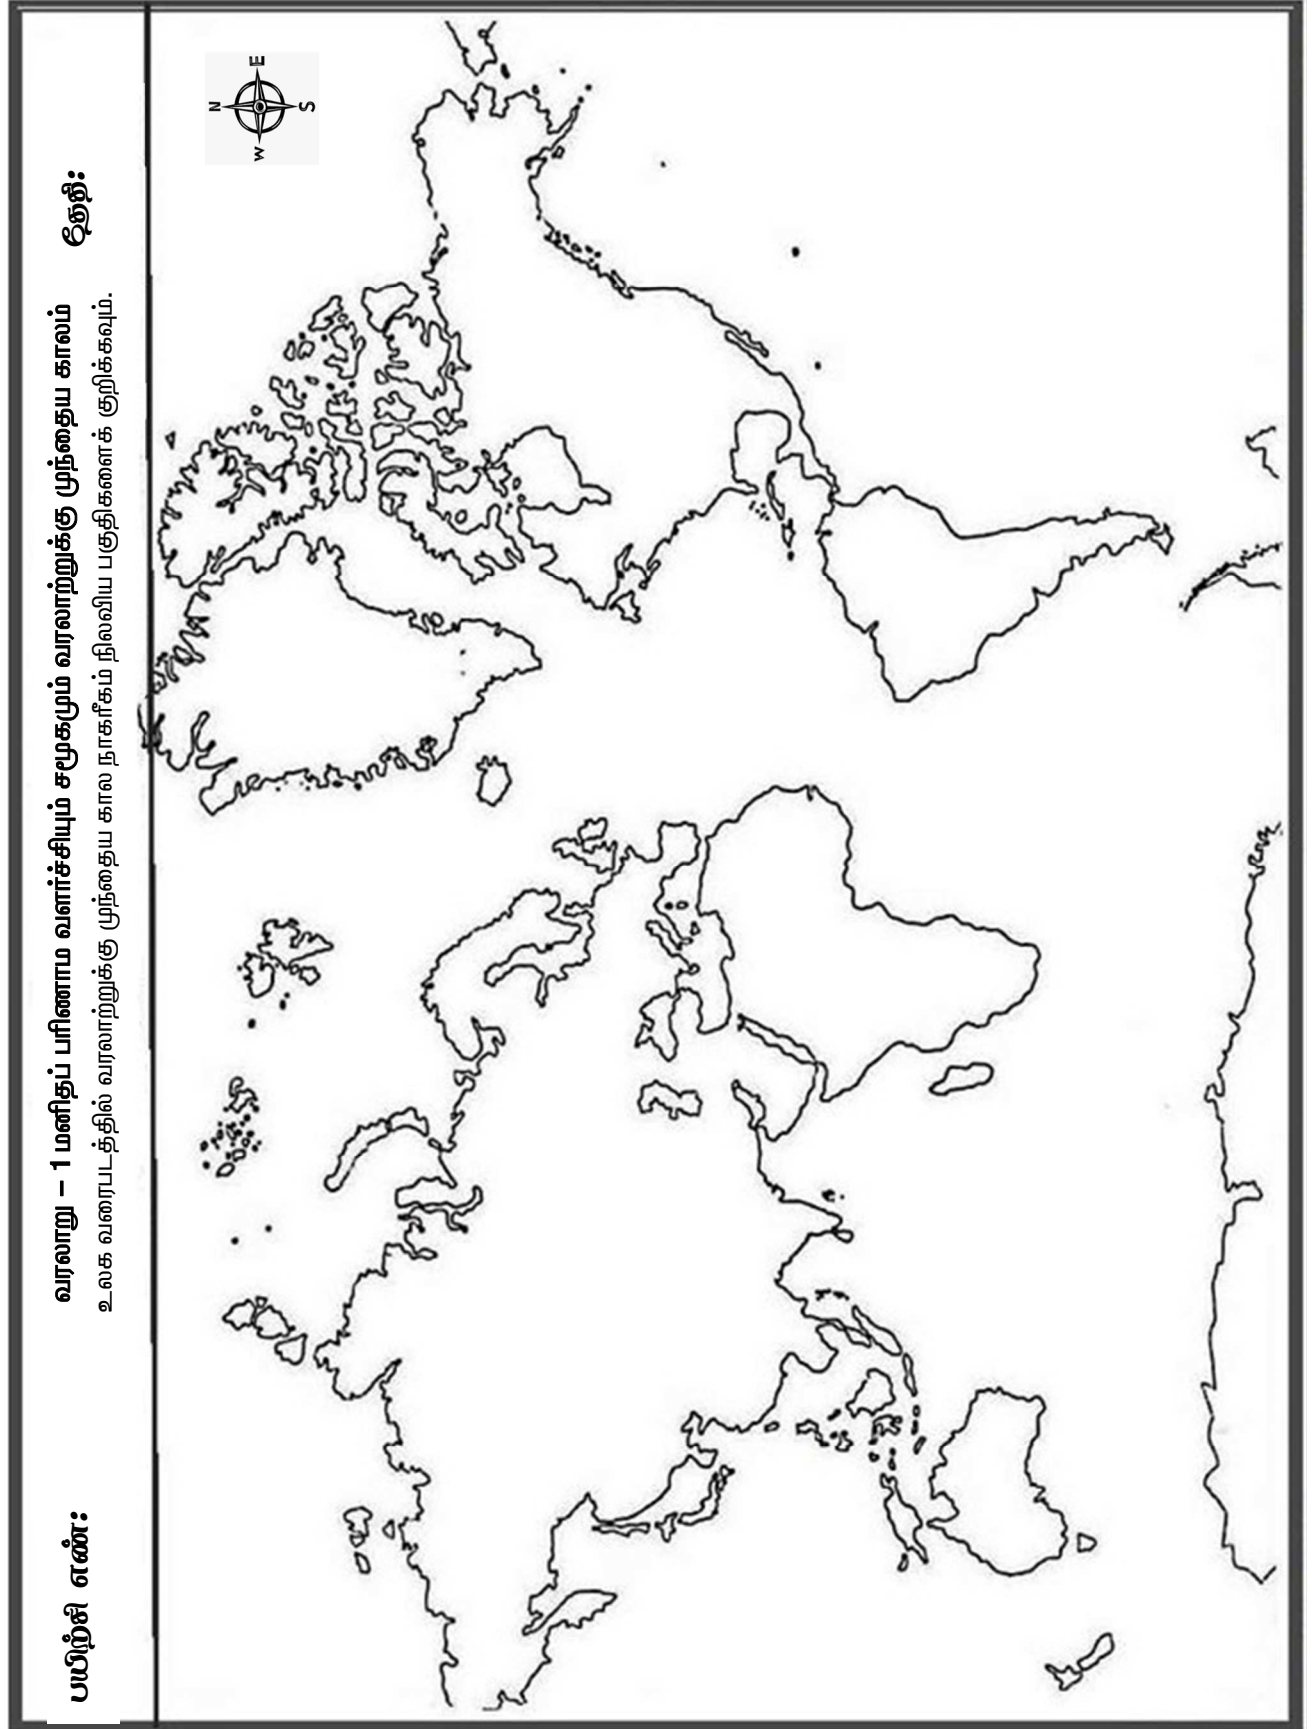 பயிற்சி எண்:
வரலாறு – 1 மனிதப் பரிணாம வளர்ச்சியும் சமூகமும் வரலாற்றுக்கு முந்தைய காலம்
தேதி:
உலக வரைபடத்தில் வரலாற்றுக்கு முந்தைய கால நாகரீகம் நிலவிய பகுதிகளைக் குறிக்கவும்.
N
W
E
S